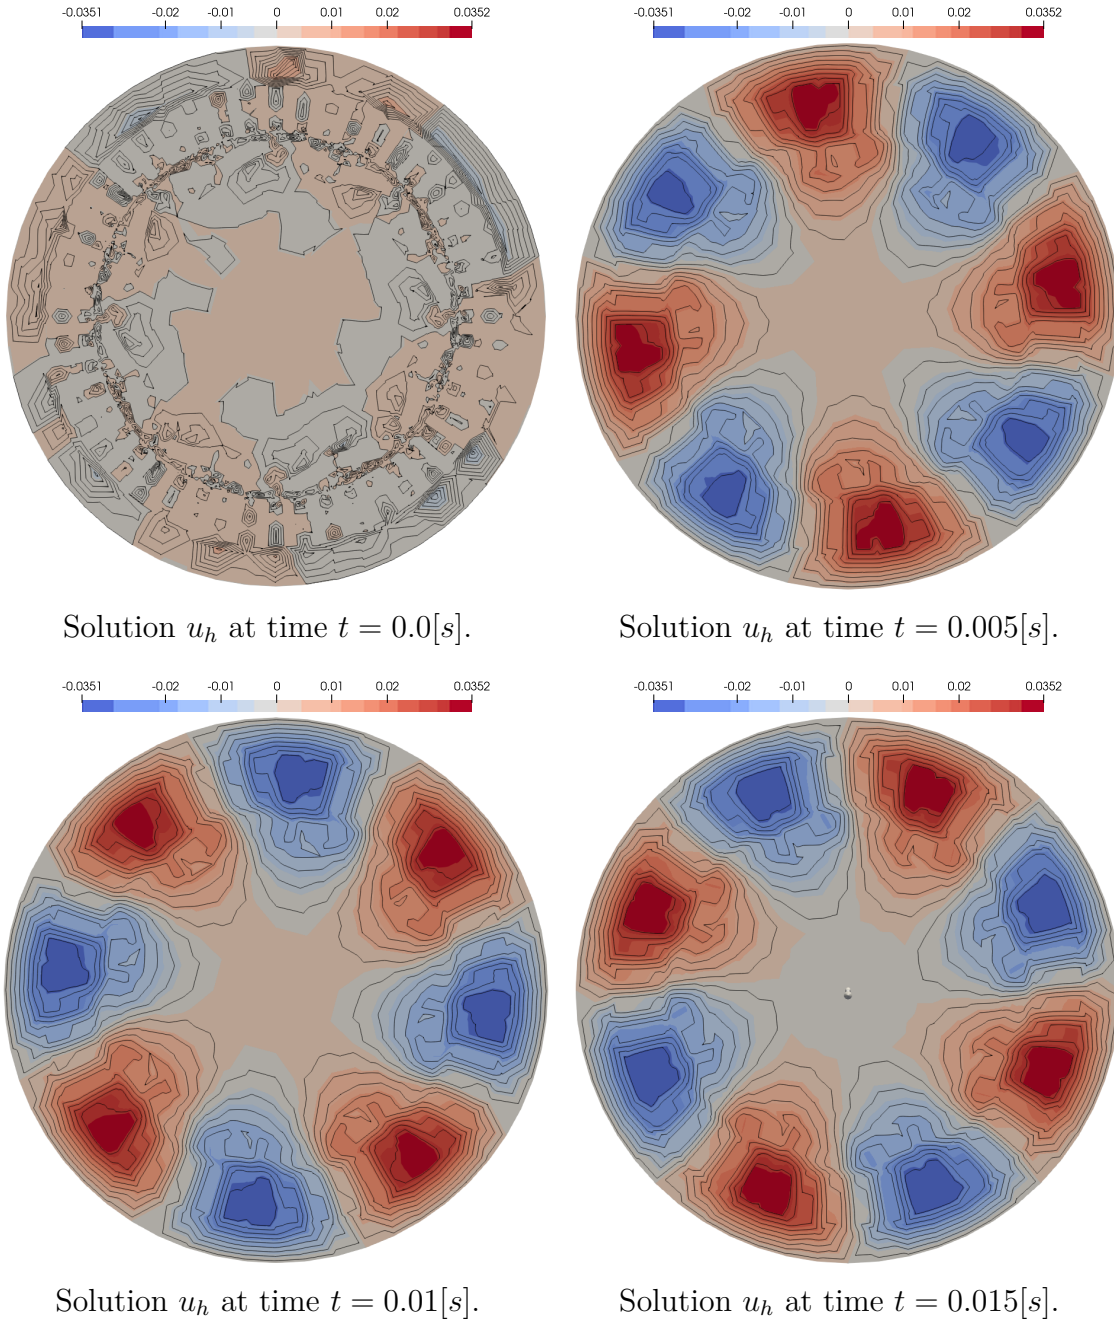 -0.0351 -0.02 -0.01 0 0.01 0.02 0.0352
-0.0351 -0.02 -0.01 0 0.01 0.02 0.0352
Solution $u_h$ at time $t = 0.0[s]$.
Solution $u_h$ at time $t = 0.005[s]$.
-0.0351 -0.02 -0.01 0 0.01 0.02 0.0352
-0.0351 -0.02 -0.01 0 0.01 0.02 0.0352
Solution $u_h$ at time $t = 0.01[s]$.
Solution $u_h$ at time $t = 0.015[s]$.